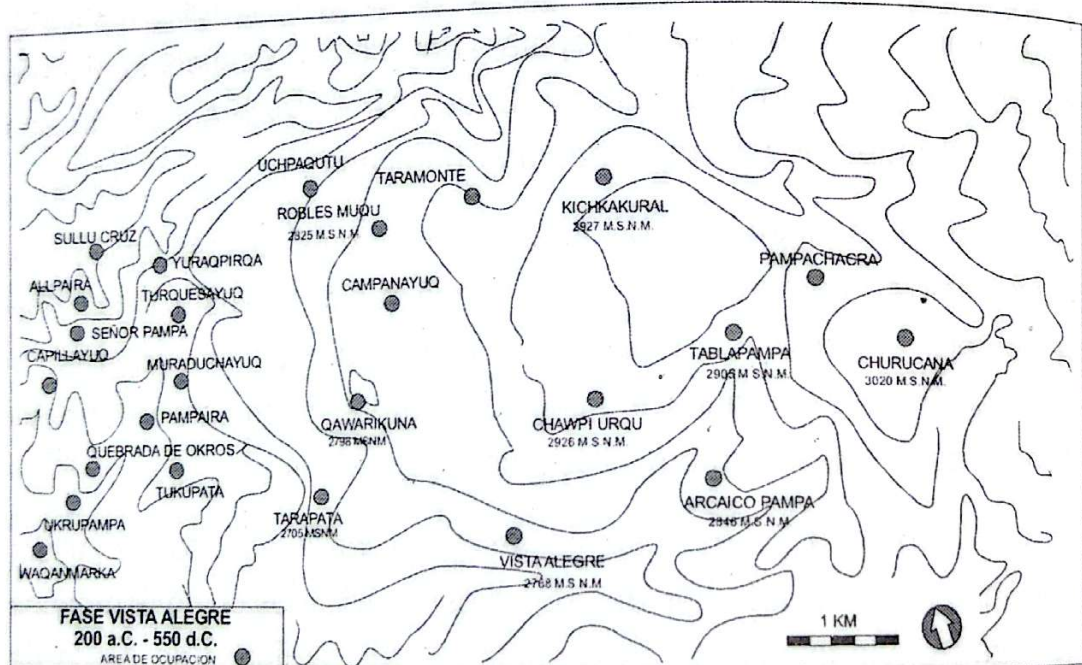 UCHPAQUTU
TARAMONTE
ROBLES MUQU
2825 M.S.N.M.
KICHKAKURAL
2927 M.S.N.M.
SULLU CRUZ
YURAQPIRQA
PAMPACHACRA
ALLPAIRA
TURQUESAYUQ
CAMPANAYUQ
SEÑOR PAMPA
CAPILLAYUQ
MURADUCHAYUQ
TABLAPAMPA
2905 M.S.N.M.
CHURUCANA
3020 M.S.N.M.
PAMPAIRA
QAWARIKUNA
2798 MSNM
CHAWPI URQU
2926 M.S.N.M.
QUEBRADA DE OKROS
TUKUPATA
UKRUPAMPA
TARAPATA
2705 MSNM
ARCAICO PAMPA
2846 M.S.N.M.
WAQANMARKA
VISTA ALEGRE
2768 M.S.N.M
FASE VISTA ALEGRE
200 a.C. - 550 d.C.
AREA DE OCUPACION
1 KM